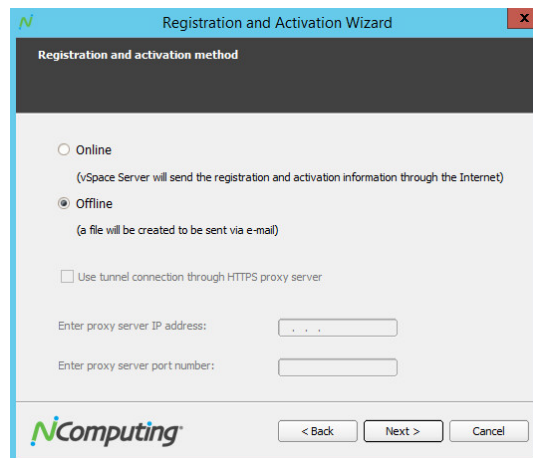 Registration and Activation Wizard
x
Registration and activation method
Online
(vSpace Server will send the registration and activation information through the Internet)
Offline
(a file will be created to be sent via e-mail)
Use tunnel connection through HTTPS proxy server
Enter proxy server IP address:
. . .
Enter proxy server port number:
NComputing
< Back
Next >
Cancel